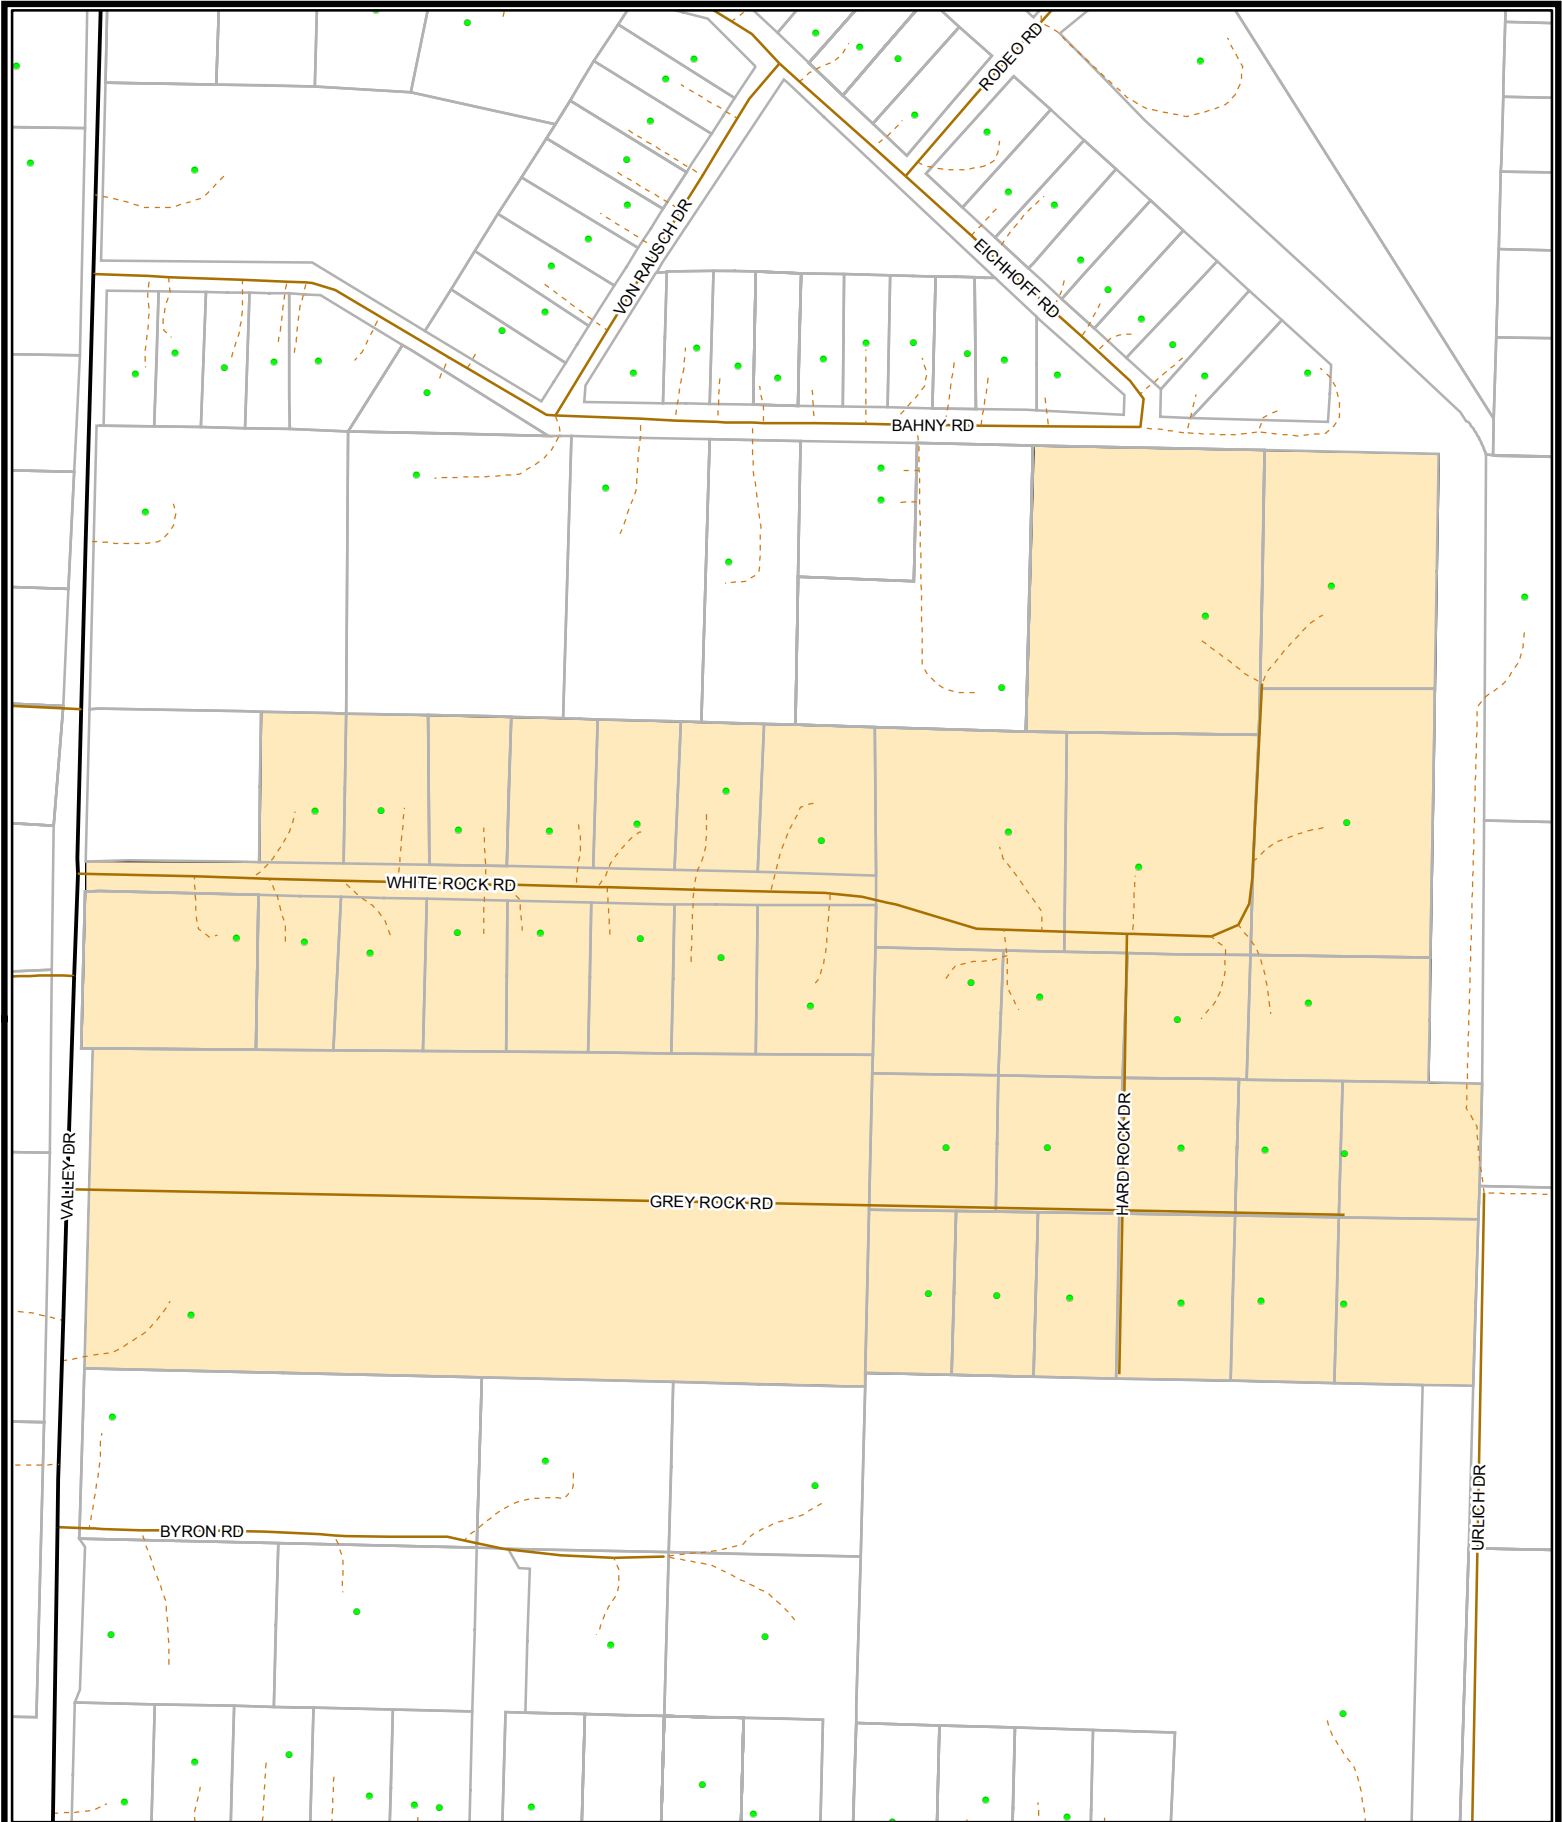 RODEO RD
VON RAUSCH DR
EICHHOFF RD
BAHNY RD
WHITE ROCK RD
HARD ROCK DR
VALLEY DR
GREY ROCK RD
URLICH DR
BYRON RD